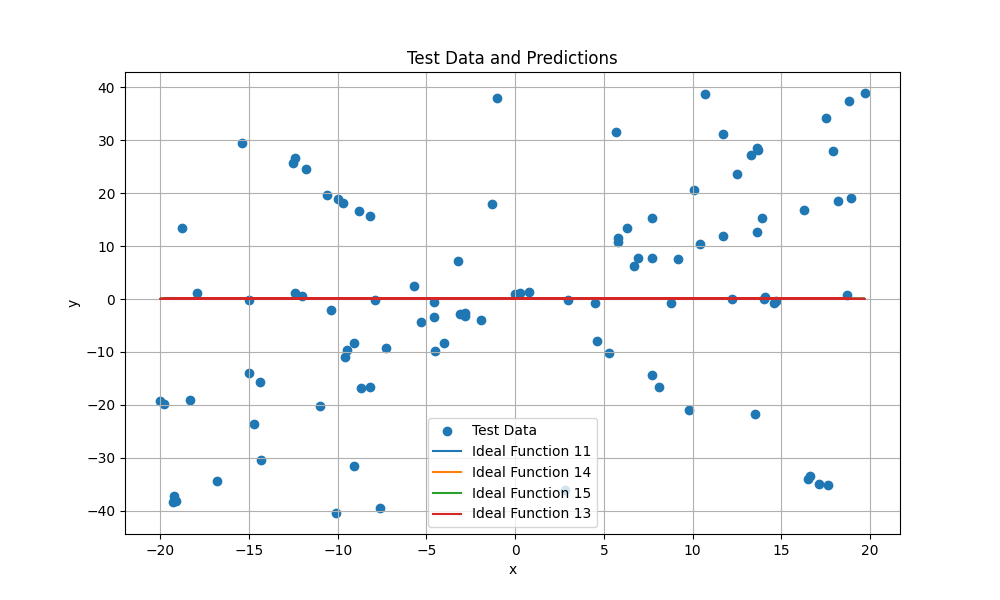 Test Data and Predictions
y
40
30
20
10
0
−10
−20
−30
−40
Test Data
Ideal Function 11
Ideal Function 14
Ideal Function 15
Ideal Function 13
−20 −15 −10 −5 0 5 10 15 20
x